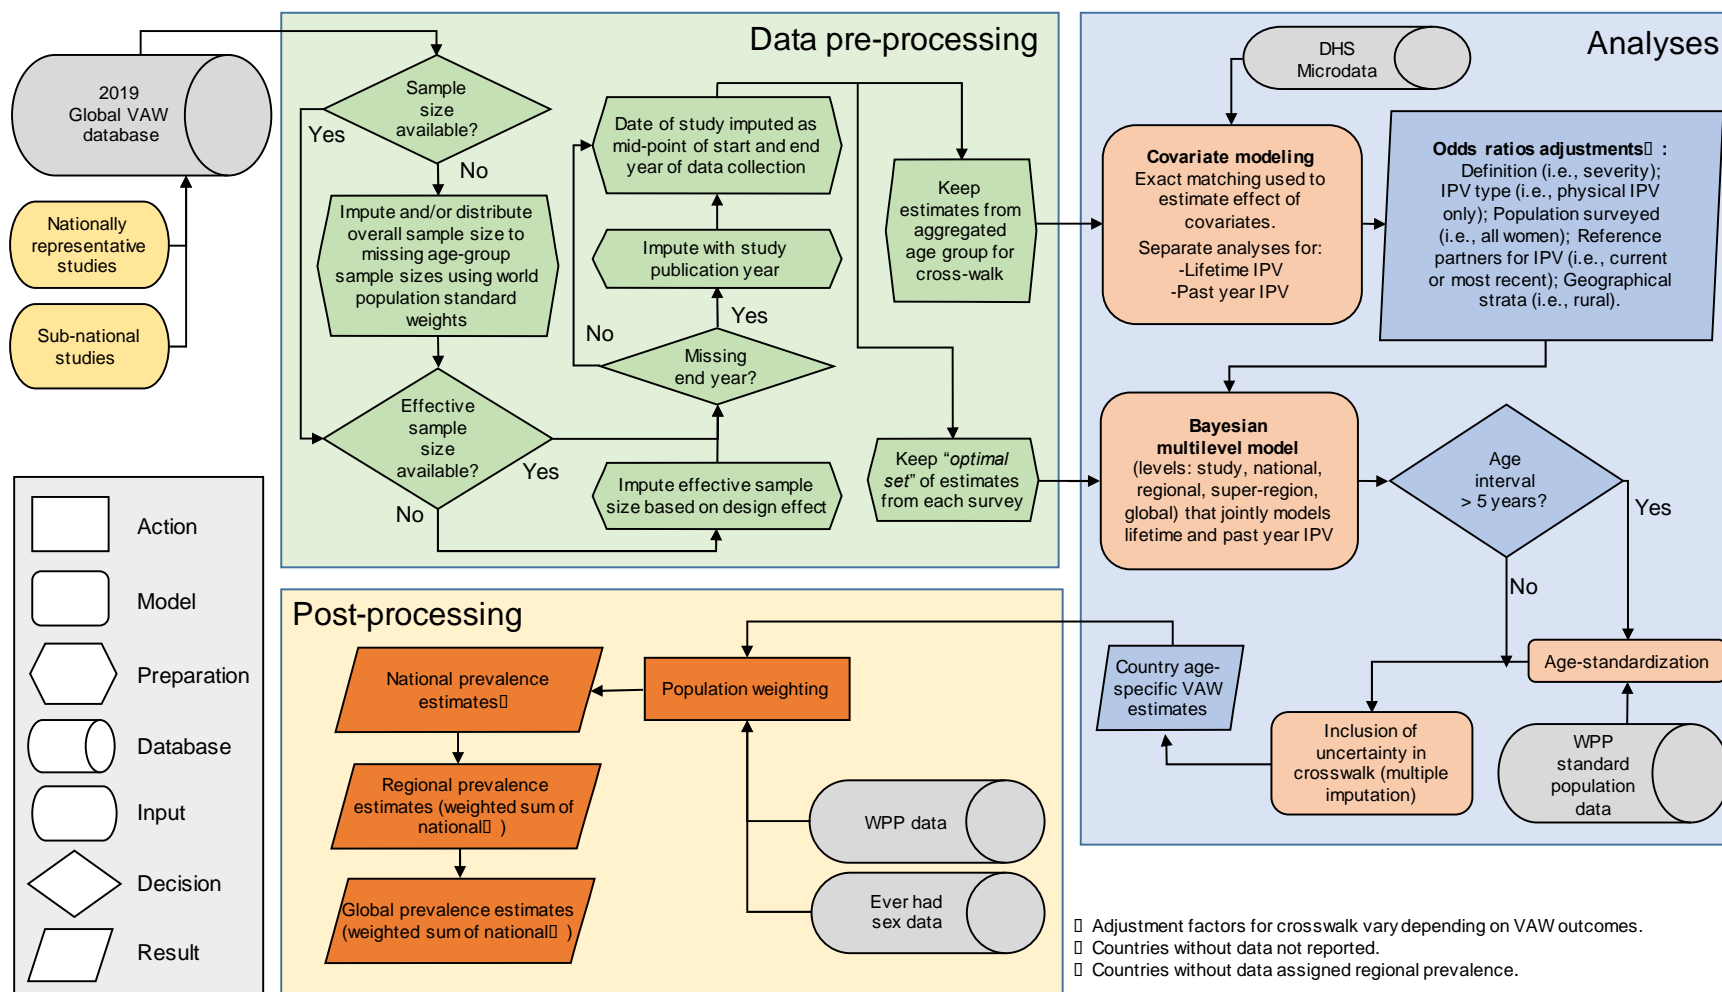 Data pre-processing
Analyses
2019
Global VAW
database
Nationally
representative
studies
Sub-national
studies
Sample
size
available?
Yes
No
Impute and/or distribute
overall sample size to
missing age-group
sample sizes using world
population standard
weights
Effective
sample
size
available?
Yes
No
Date of study imputed as
mid-point of start and end
year of data collection
Impute with study
publication year
Yes
No
Missing
end year?
Impute effective sample
size based on design effect
Keep
estimates from
aggregated
age group for
cross-walk
Keep “optimal
set” of estimates
from each survey
DHS
Microdata
Covariate modeling
Exact matching used to
estimate effect of
covariates.
Separate analyses for:
-Lifetime IPV
-Past year IPV
Odds ratios adjustments▯ :
Definition (i.e., severity);
IPV type (i.e., physical IPV
only); Population surveyed
(i.e., all women); Reference
partners for IPV (i.e., current
or most recent); Geographical
strata (i.e., rural).
Bayesian
multilevel model
(levels: study, national,
regional, super-region,
global) that jointly models
lifetime and past year IPV
Age
interval
> 5 years?
Yes
No
Age-standardization
WPP
standard
population
data
Inclusion of
uncertainty in
crosswalk (multiple
imputation)
Country age-
specific VAW
estimates
Post-processing
Population weighting
National prevalence
estimates▯
Regional prevalence
estimates (weighted sum of
national▯ )
Global prevalence estimates
(weighted sum of national▯ )
WPP data
Ever had
sex data
Action
Model
Preparation
Database
Input
Decision
Result
▯ Adjustment factors for crosswalk vary depending on VAW outcomes.
▯ Countries without data not reported.
▯ Countries without data assigned regional prevalence.